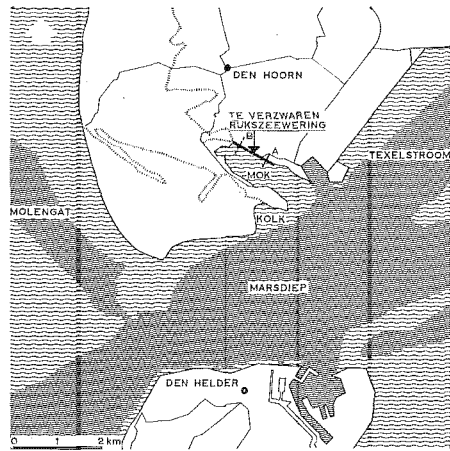 DEN HOORN
TE VERZWAREN
RIJKSZEEWERING
B
A
TEXELSTROOM
MOK
MOLENGAT
KOLK
MARSDIEP
DEN HELDER
0 1 2 km